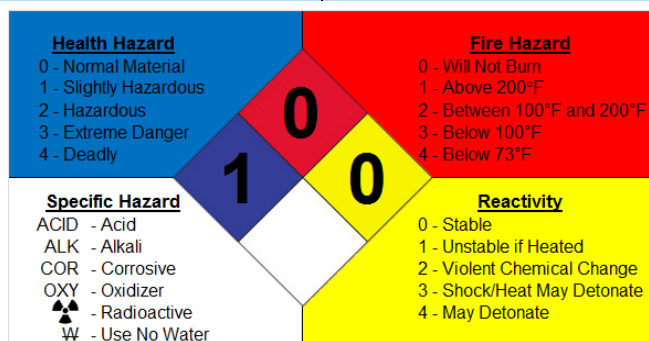 Health Hazard
0 - Normal Material
1 - Slightly Hazardous
2 - Hazardous
3 - Extreme Danger
4 - Deadly
Fire Hazard
0 - Will Not Burn
1 - Above 200°F
2 - Between 100°F and 200°F
3 - Below 100°F
4 - Below 73°F
0
1
0
Specific Hazard
ACID - Acid
ALK - Alkali
COR - Corrosive
OXY - Oxidizer
☢ - Radioactive
W̶ - Use No Water
Reactivity
0 - Stable
1 - Unstable if Heated
2 - Violent Chemical Change
3 - Shock/Heat May Detonate
4 - May Detonate